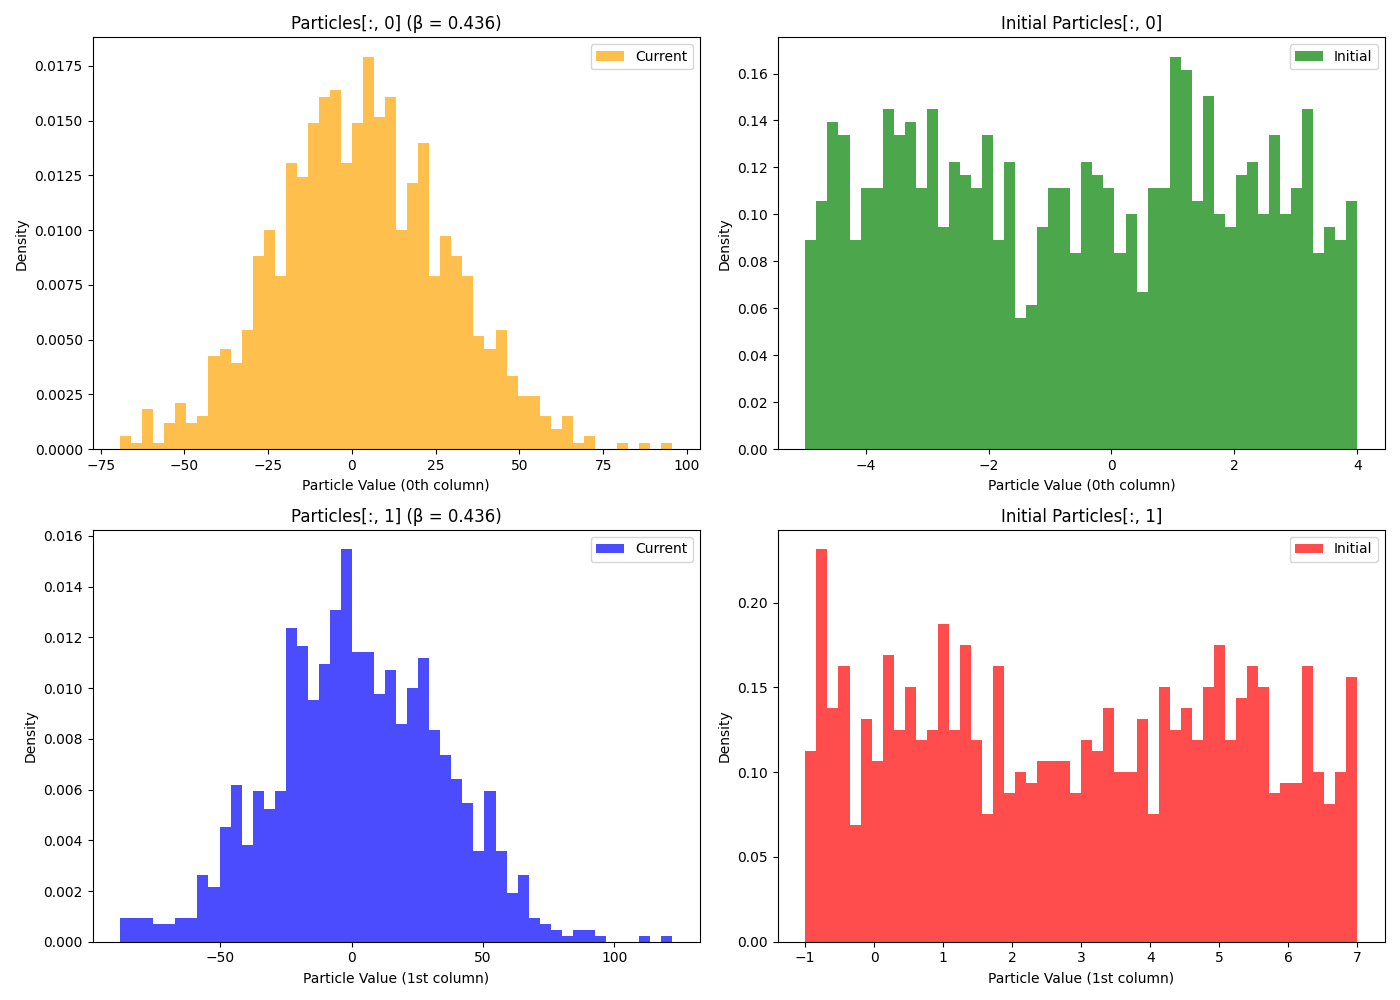 Particles[:, 0] (β = 0.436)
Current
0.0175
0.0150
0.0125
0.0100
0.0075
0.0050
0.0025
0.0000
Density
−75 −50 −25 0 25 50 75 100
Particle Value (0th column)
Initial Particles[:, 0]
Initial
0.16
0.14
0.12
0.10
0.08
0.06
0.04
0.02
0.00
Density
−4 −2 0 2 4
Particle Value (0th column)
Particles[:, 1] (β = 0.436)
Current
0.016
0.014
0.012
0.010
0.008
0.006
0.004
0.002
0.000
Density
−50 0 50 100
Particle Value (1st column)
Initial Particles[:, 1]
Initial
0.20
0.15
0.10
0.05
0.00
Density
−1 0 1 2 3 4 5 6 7
Particle Value (1st column)